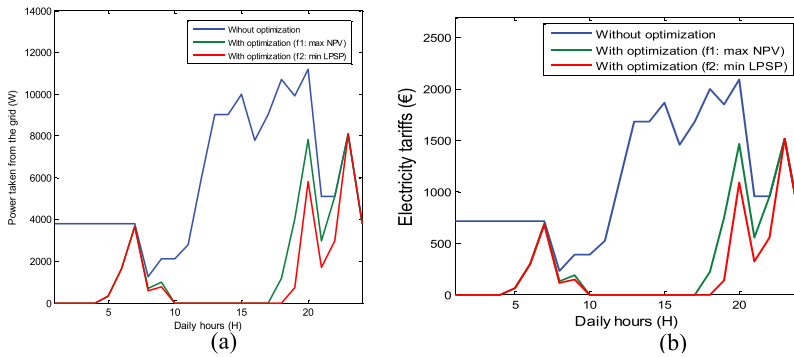 14000
12000
10000
8000
6000
4000
2000
0
Power taken from the grid (W)
Without optimization
With optimization (f1: max NPV)
With optimization (f2: min LPSP)
5
10
15
20
Daily hours (H)
(a)
2500
2000
1500
1000
500
0
Electricity tariffs (€)
Without optimization
With optimization (f1: max NPV)
With optimization (f2: min LPSP)
5
10
15
20
Daily hours (H)
(b)